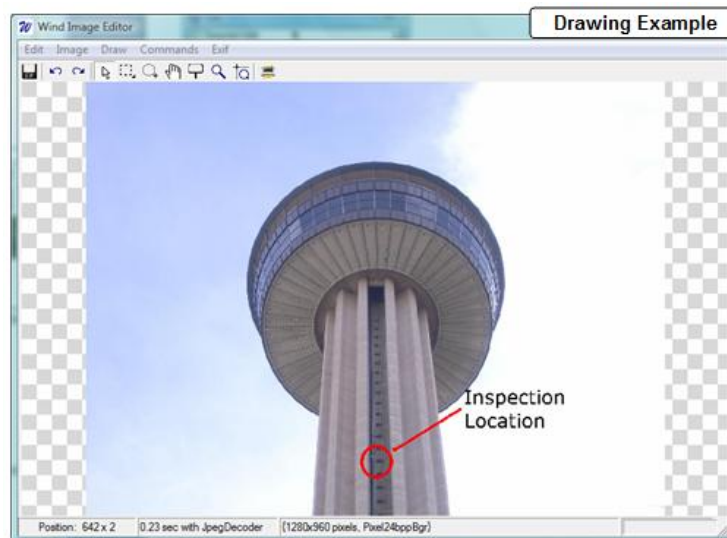 Drawing Example
W Wind Image Editor
Edit Image Draw Commands Exif
Inspection
Location
Position: 642 x 2 0.23 sec with JpegDecoder (1280x960 pixels, Pixel24bppBgr)